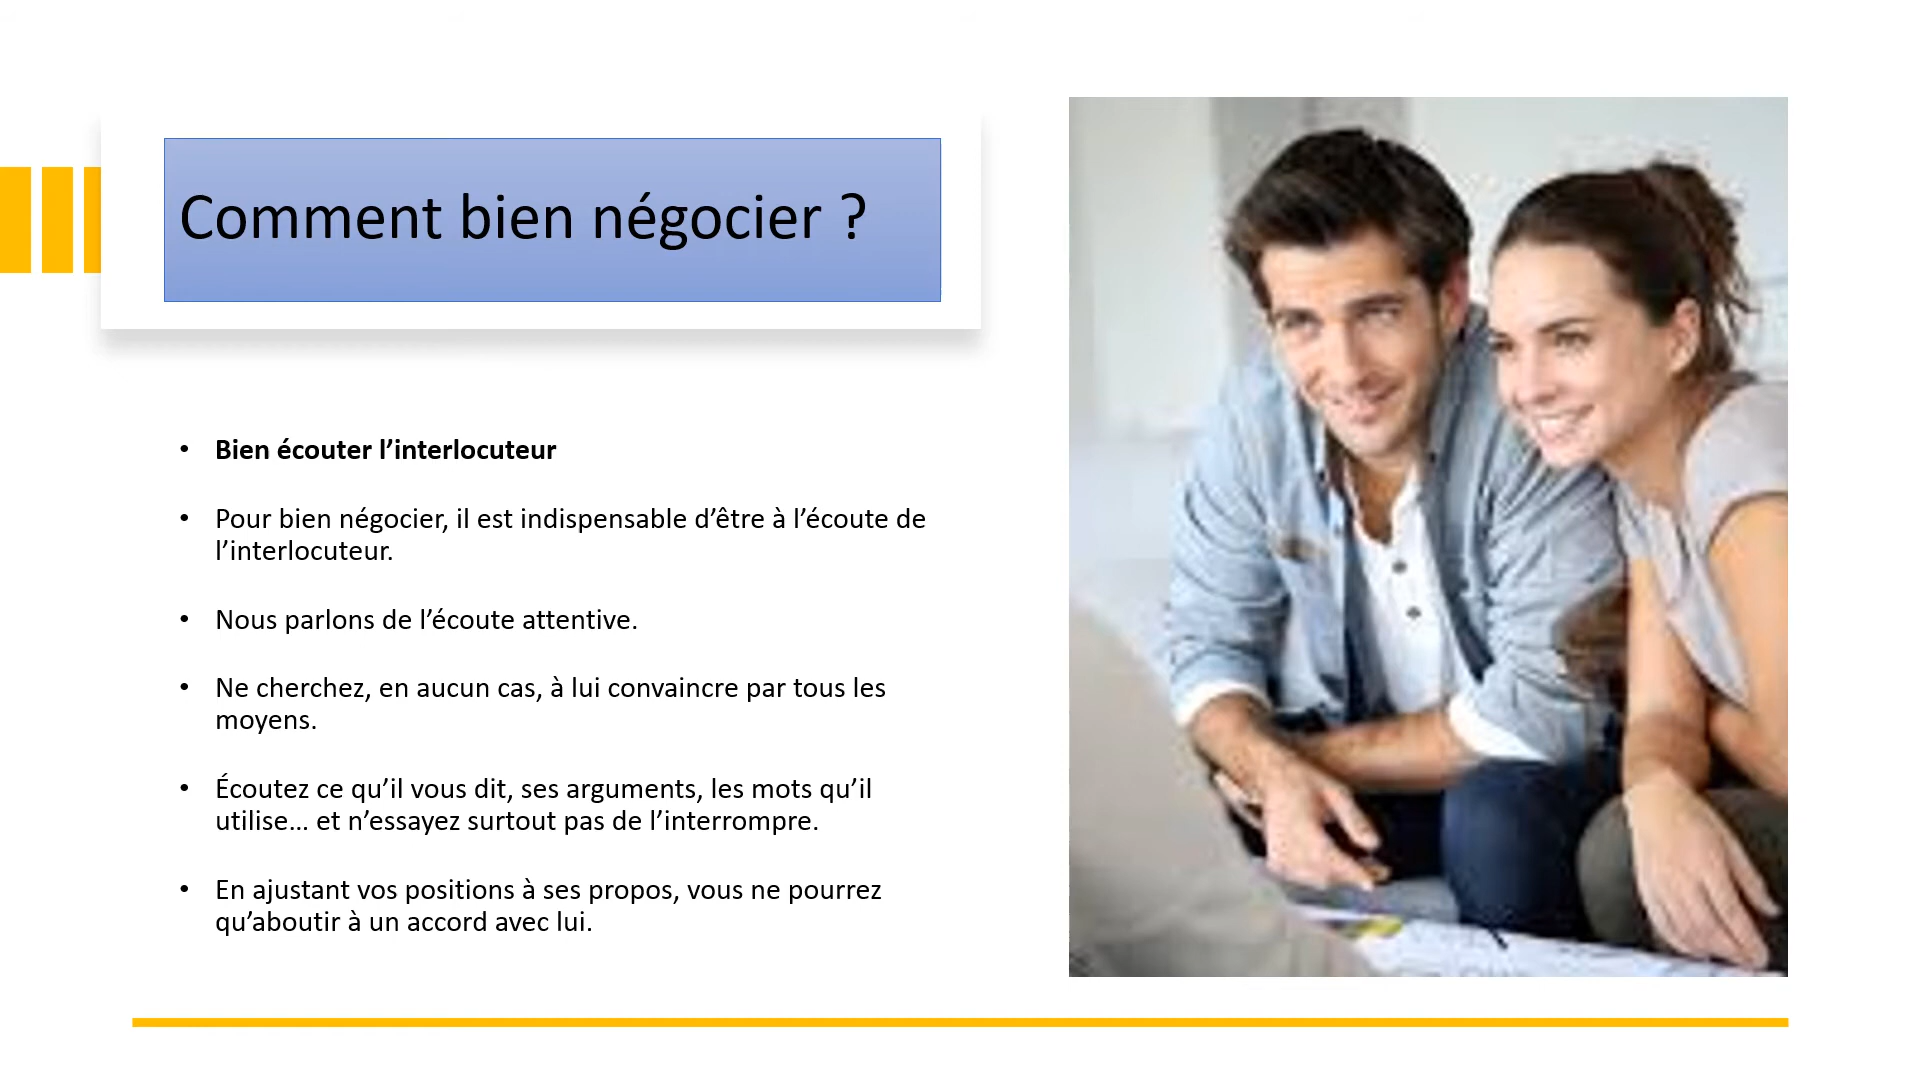 Comment bien négocier ?
• Bien écouter l’interlocuteur
• Pour bien négocier, il est indispensable d’être à l’écoute de
l’interlocuteur.
• Nous parlons de l’écoute attentive.
• Ne cherchez, en aucun cas, à lui convaincre par tous les
moyens.
• Écoutez ce qu’il vous dit, ses arguments, les mots qu’il
utilise… et n’essayez surtout pas de l’interrompre.
• En ajustant vos positions à ses propos, vous ne pourrez
qu’aboutir à un accord avec lui.